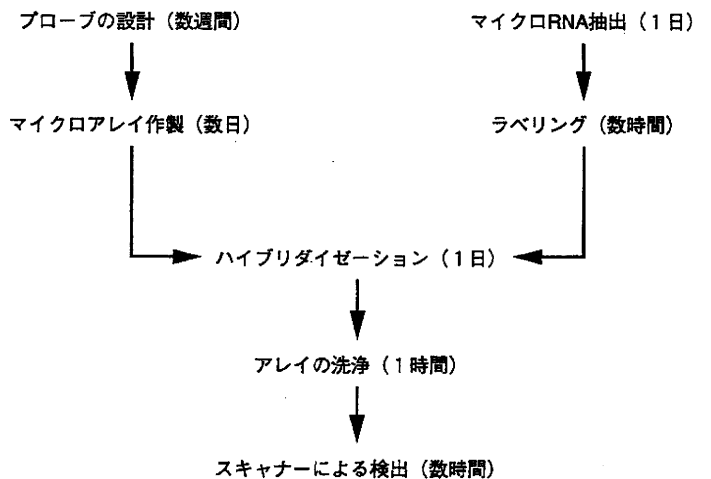 プローブの設計（数週間）
マイクロRNA抽出（１日）
マイクロアレイ作製（数日）
ラベリング（数時間）
ハイブリダイゼーション（１日）
アレイの洗浄（１時間）
スキャナーによる検出（数時間）